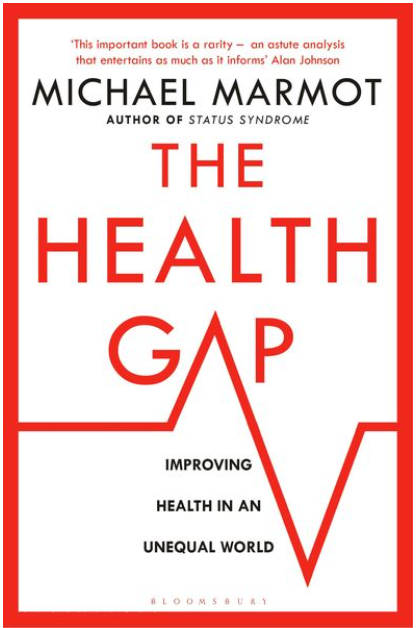 ‘This important book is a rarity – an astute analysis
that entertains as much as it informs’ Alan Johnson
MICHAEL MARMOT
AUTHOR OF STATUS SYNDROME
THE
HEALTH
GAP
IMPROVING
HEALTH IN AN
UNEQUAL WORLD
BLOOMSBURY